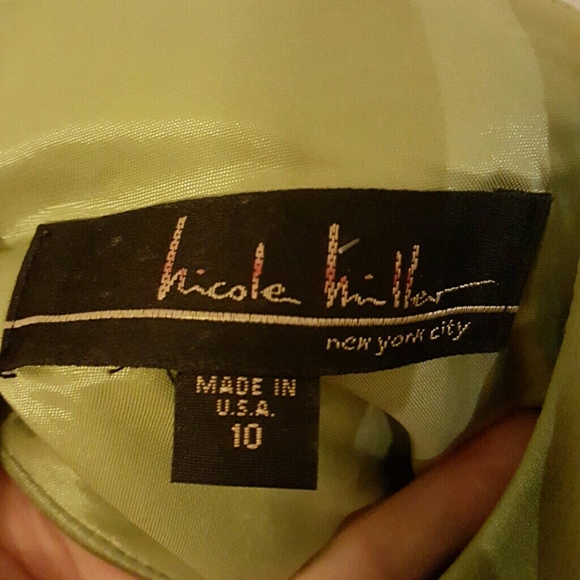 nicole miller
new york city
MADE IN
U.S.A.
10